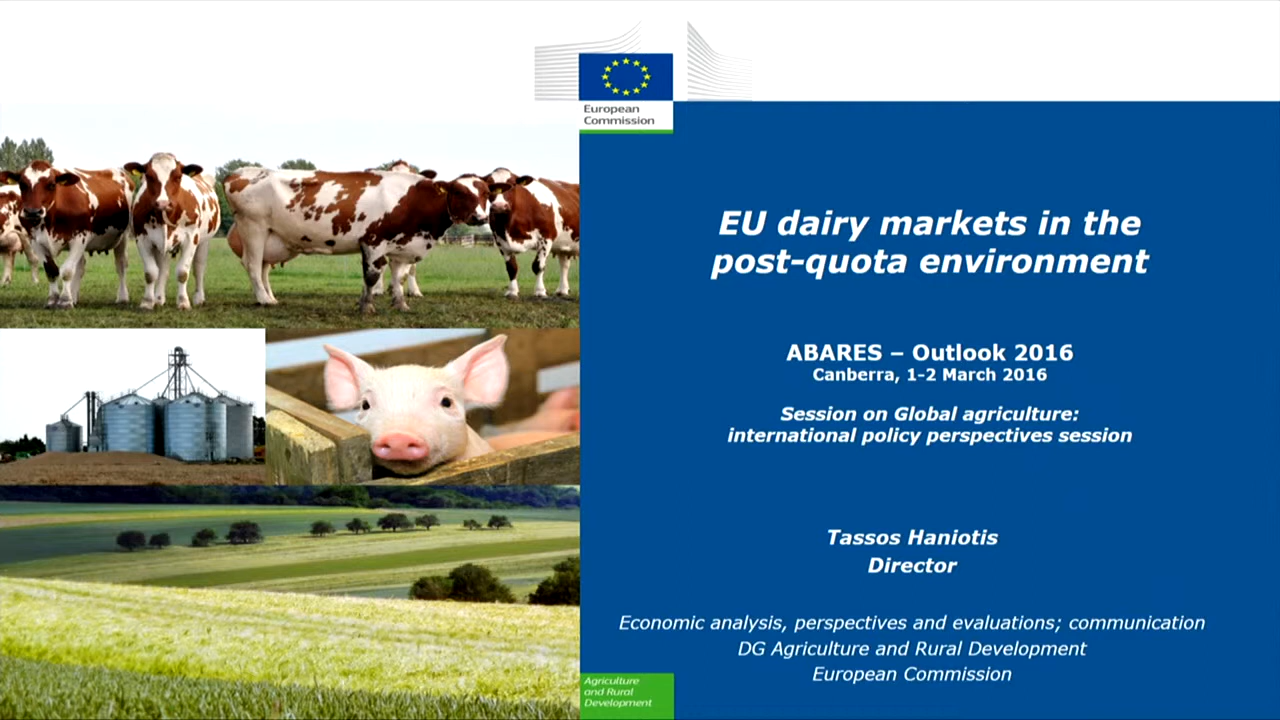 European
Commission
EU dairy markets in the
post-quota environment
ABARES – Outlook 2016
Canberra, 1-2 March 2016
Session on Global agriculture:
international policy perspectives session
Tassos Haniotis
Director
Economic analysis, perspectives and evaluations; communication
DG Agriculture and Rural Development
European Commission
Agriculture
and Rural
Development